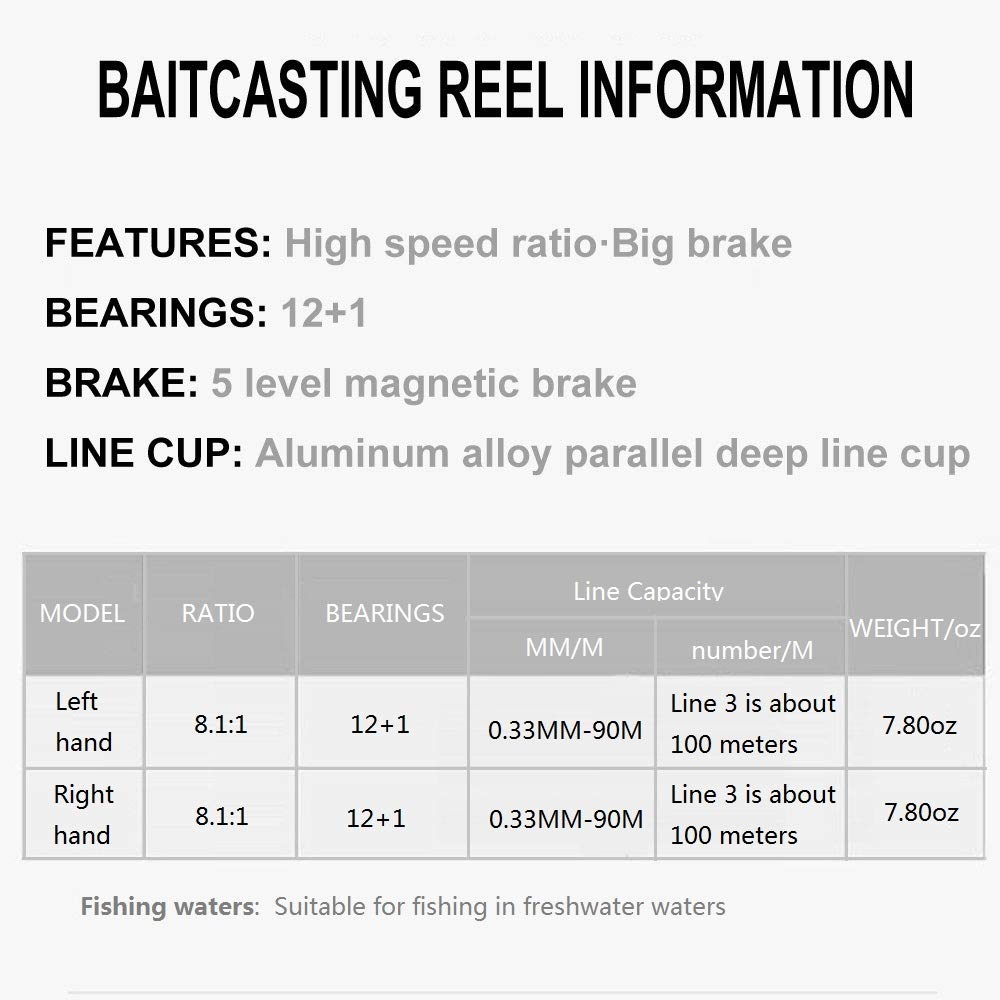 BAITCASTING REEL INFORMATION
FEATURES: High speed ratio·Big brake
BEARINGS: 12+1
BRAKE: 5 level magnetic brake
LINE CUP: Aluminum alloy parallel deep line cup
MODEL RATIO BEARINGS Line Capacity WEIGHT/oz
MM/M number/M
Left hand 8.1:1 12+1 0.33MM-90M Line 3 is about 100 meters 7.80oz
Right hand 8.1:1 12+1 0.33MM-90M Line 3 is about 100 meters 7.80oz
Fishing waters: Suitable for fishing in freshwater waters